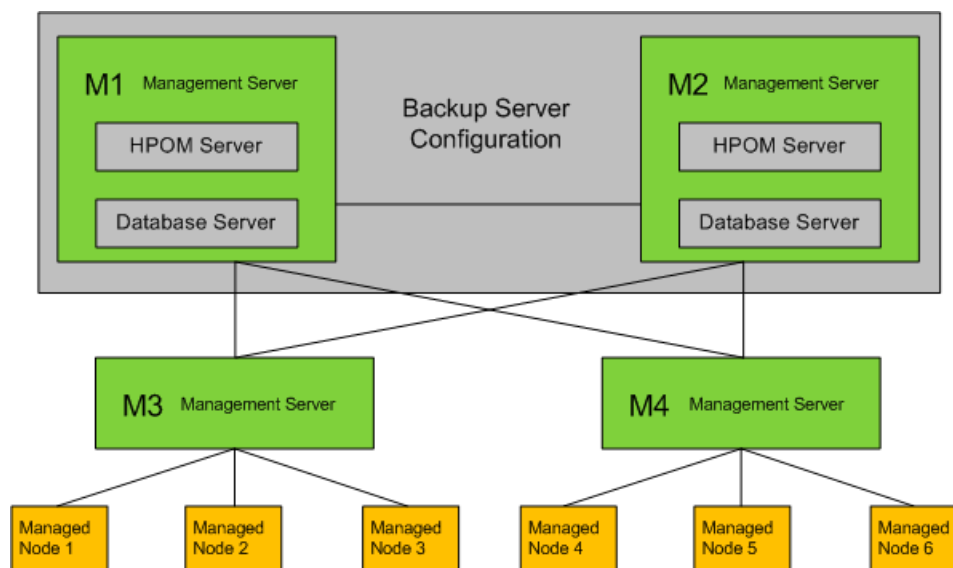 M1 Management Server
HPOM Server
Database Server
Backup Server
Configuration
M2 Management Server
HPOM Server
Database Server
M3 Management Server
M4 Management Server
Managed
Node 1
Managed
Node 2
Managed
Node 3
Managed
Node 4
Managed
Node 5
Managed
Node 6